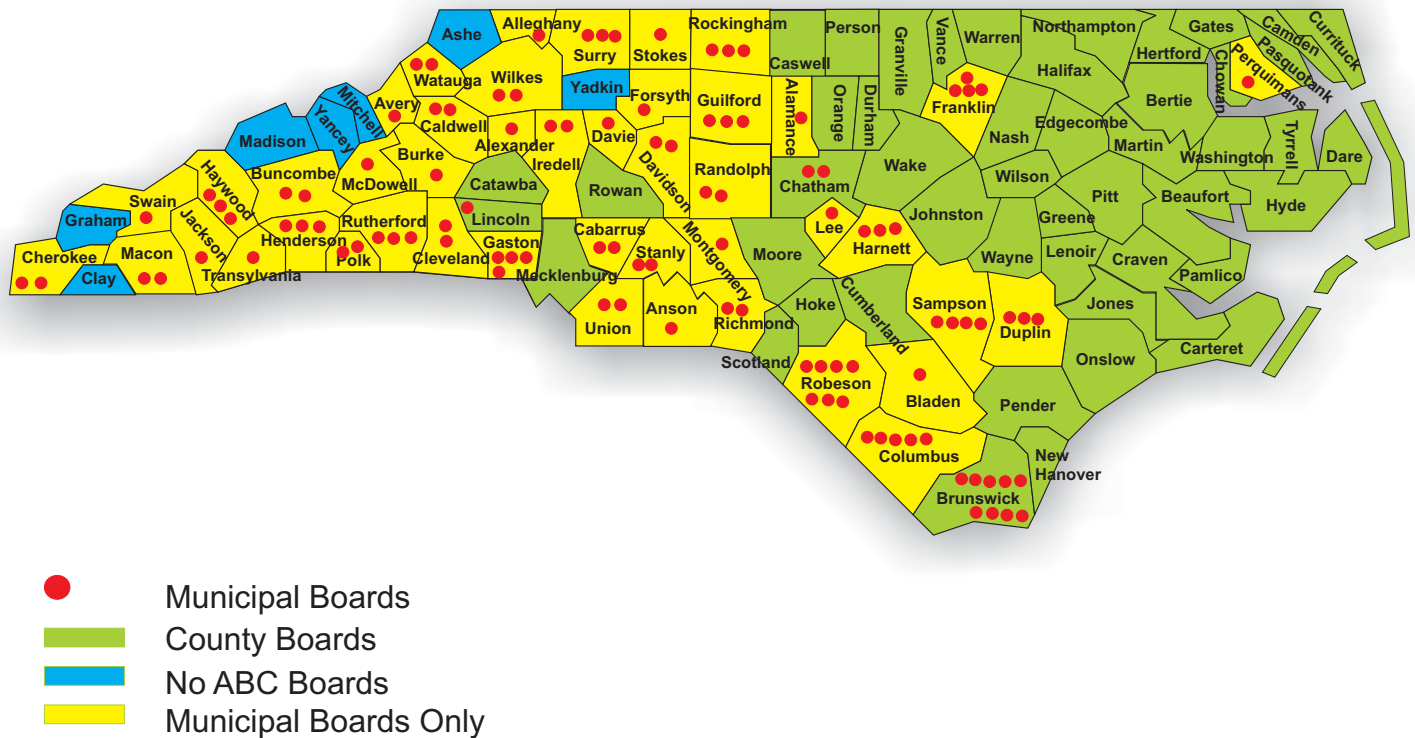 Ashe
Alleghany
Surry
Stokes
Rockingham
Caswell
Person
Granville
Vance
Warren
Northampton
Hertford
Gates
Camden
Currituck
Pasquotank
Perquimans
Chowan
Halifax
Bertie
Watauga
Wilkes
Yadkin
Forsyth
Guilford
Alamance
Orange
Durham
Franklin
Nash
Edgecombe
Martin
Washington
Tyrrell
Dare
Mitchell
Yancey
Avery
Caldwell
Alexander
Iredell
Davie
Davidson
Randolph
Chatham
Wake
Wilson
Pitt
Beaufort
Hyde
Madison
Haywood
Buncombe
McDowell
Burke
Catawba
Lincoln
Rowan
Swain
Graham
Cherokee
Clay
Macon
Jackson
Transylvania
Henderson
Polk
Rutherford
Cleveland
Gaston
Mecklenburg
Cabarrus
Stanly
Montgomery
Moore
Lee
Harnett
Johnston
Greene
Lenoir
Wayne
Craven
Pamlico
Union
Anson
Richmond
Hoke
Cumberland
Sampson
Duplin
Jones
Onslow
Carteret
Scotland
Robeson
Bladen
Pender
Columbus
New
Hanover
Brunswick
Municipal Boards
County Boards
No ABC Boards
Municipal Boards Only